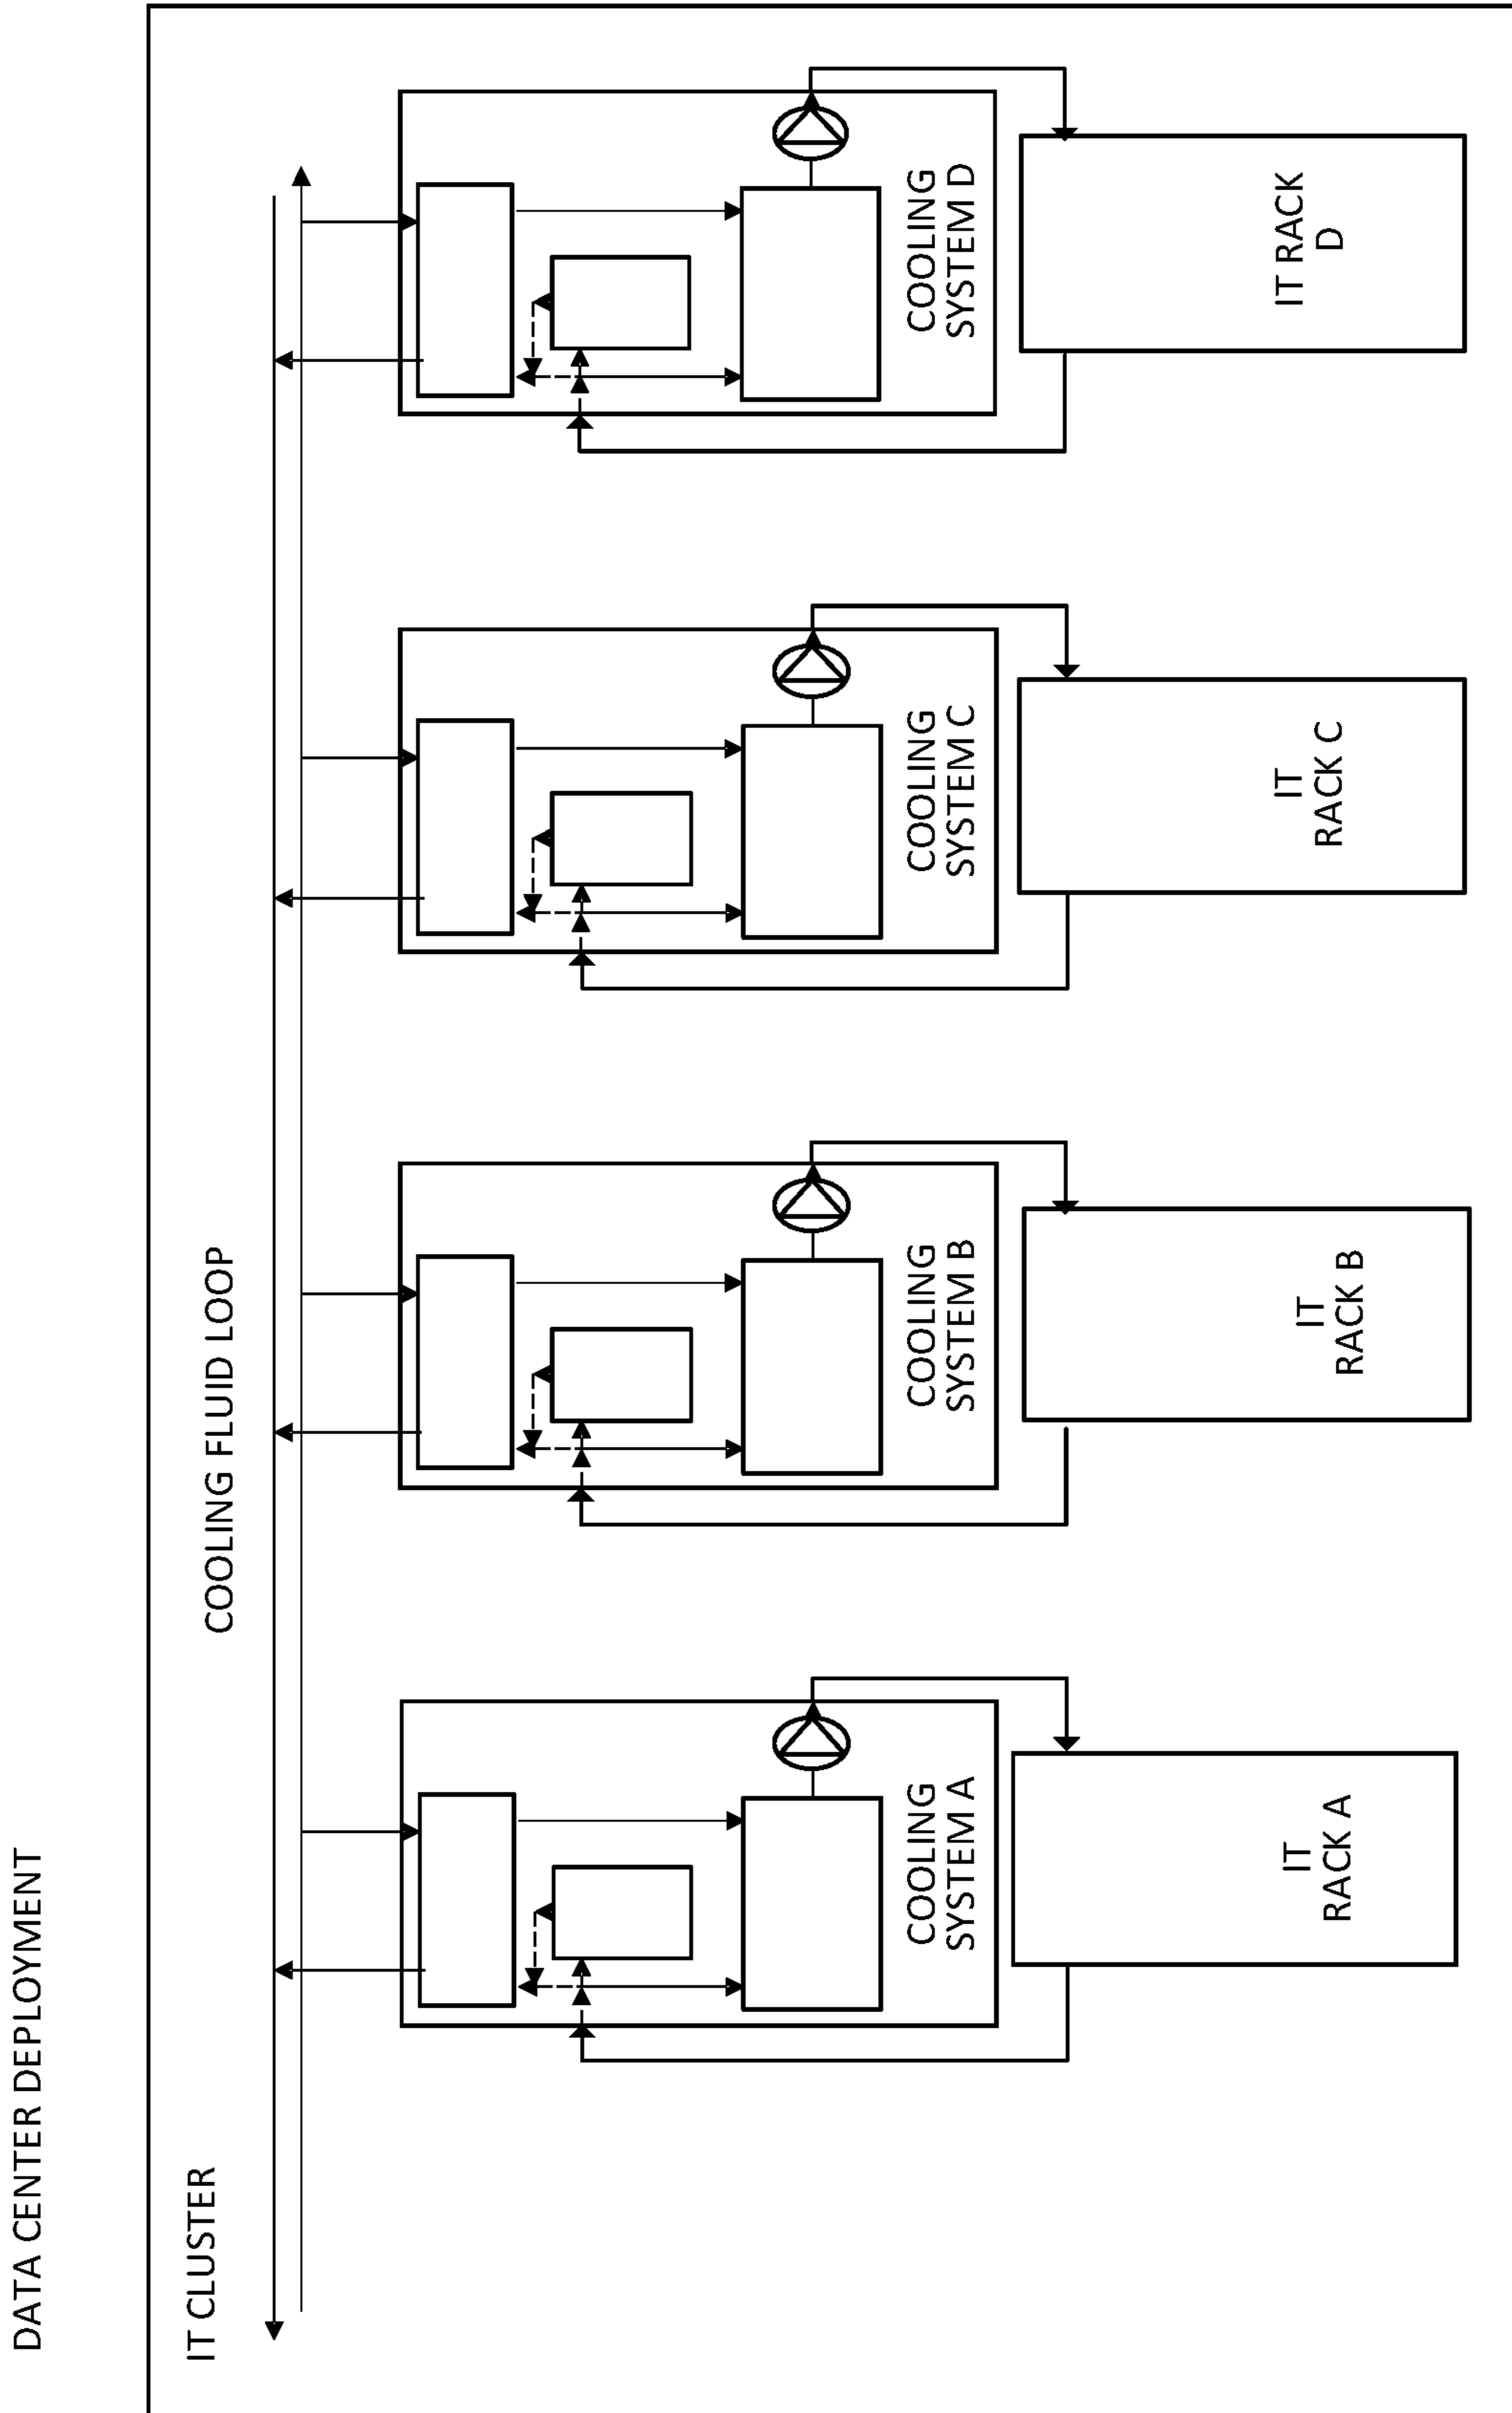 DATA CENTER DEPLOYMENT
IT CLUSTER
COOLING FLUID LOOP
COOLING
SYSTEM A
COOLING
SYSTEM B
COOLING
SYSTEM C
COOLING
SYSTEM D
IT
RACK A
IT
RACK B
IT
RACK C
IT RACK
D